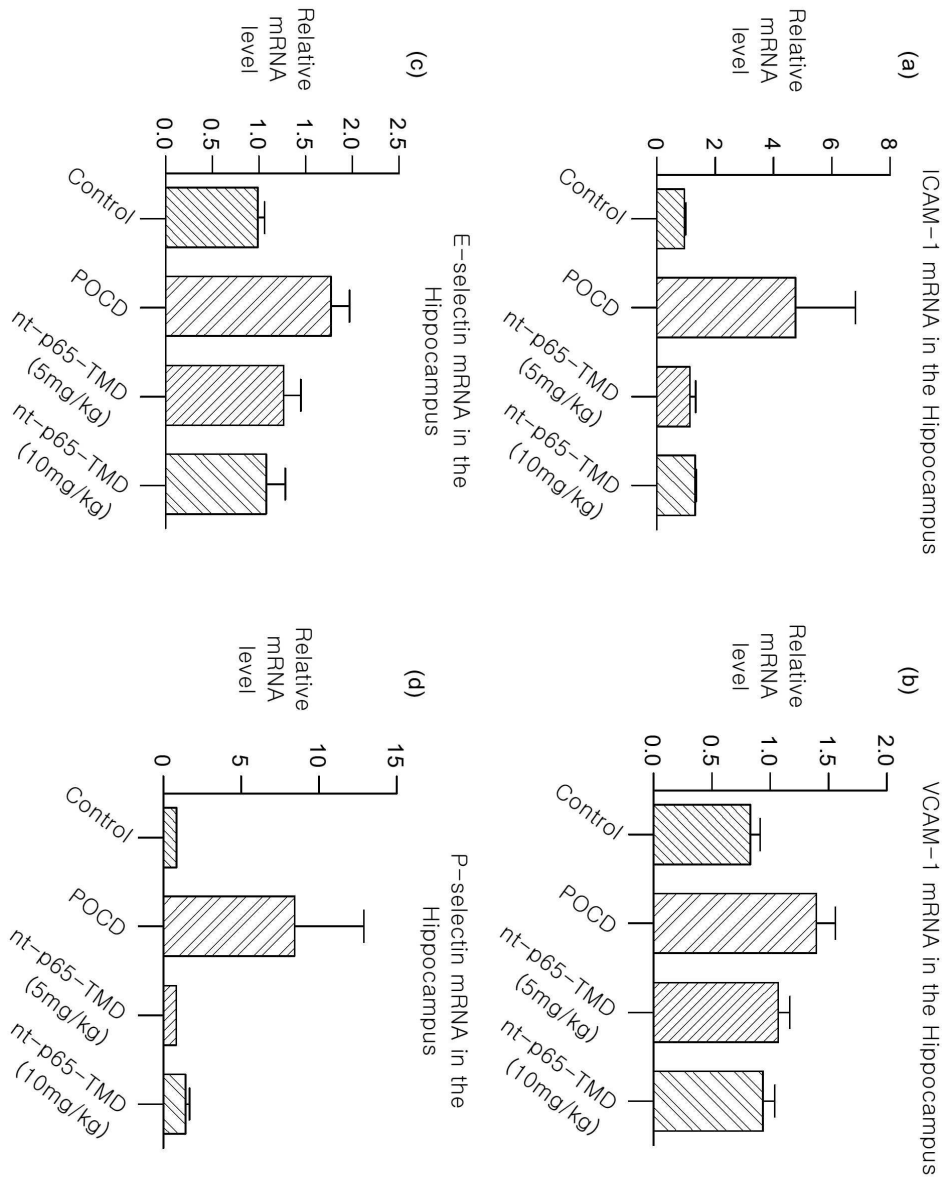 (a)
ICAM-1 mRNA in the Hippocampus
Relative
mRNA
level
8
6
4
2
0
Control
POCD
nt-p65-TMD
(5mg/kg)
nt-p65-TMD
(10mg/kg)
(b)
VCAM-1 mRNA in the Hippocampus
Relative
mRNA
level
2.0
1.5
1.0
0.5
0.0
Control
POCD
nt-p65-TMD
(5mg/kg)
nt-p65-TMD
(10mg/kg)
(c)
E-selectin mRNA in the
Hippocampus
Relative
mRNA
level
2.5
2.0
1.5
1.0
0.5
0.0
Control
POCD
nt-p65-TMD
(5mg/kg)
nt-p65-TMD
(10mg/kg)
(d)
P-selectin mRNA in the
Hippocampus
Relative
mRNA
level
15
10
5
0
Control
POCD
nt-p65-TMD
(5mg/kg)
nt-p65-TMD
(10mg/kg)